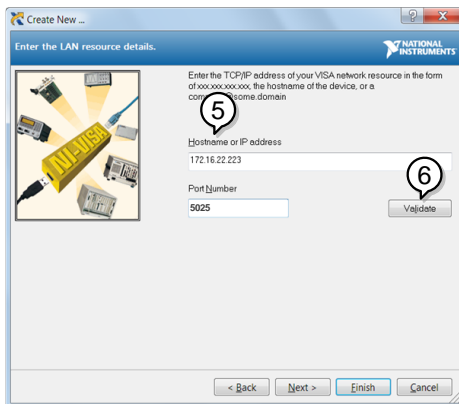 Create New ...
Enter the LAN resource details.
NATIONAL
INSTRUMENTS
Enter the TCP/IP address of your VISA network resource in the form
of xxx.xxx.xxx.xxx, the hostname of the device, or a
5
Hostname or IP address
172.16.22.223
6
Port Number
5025
Validate
NI-VISA
< Back
Next >
Finish
Cancel